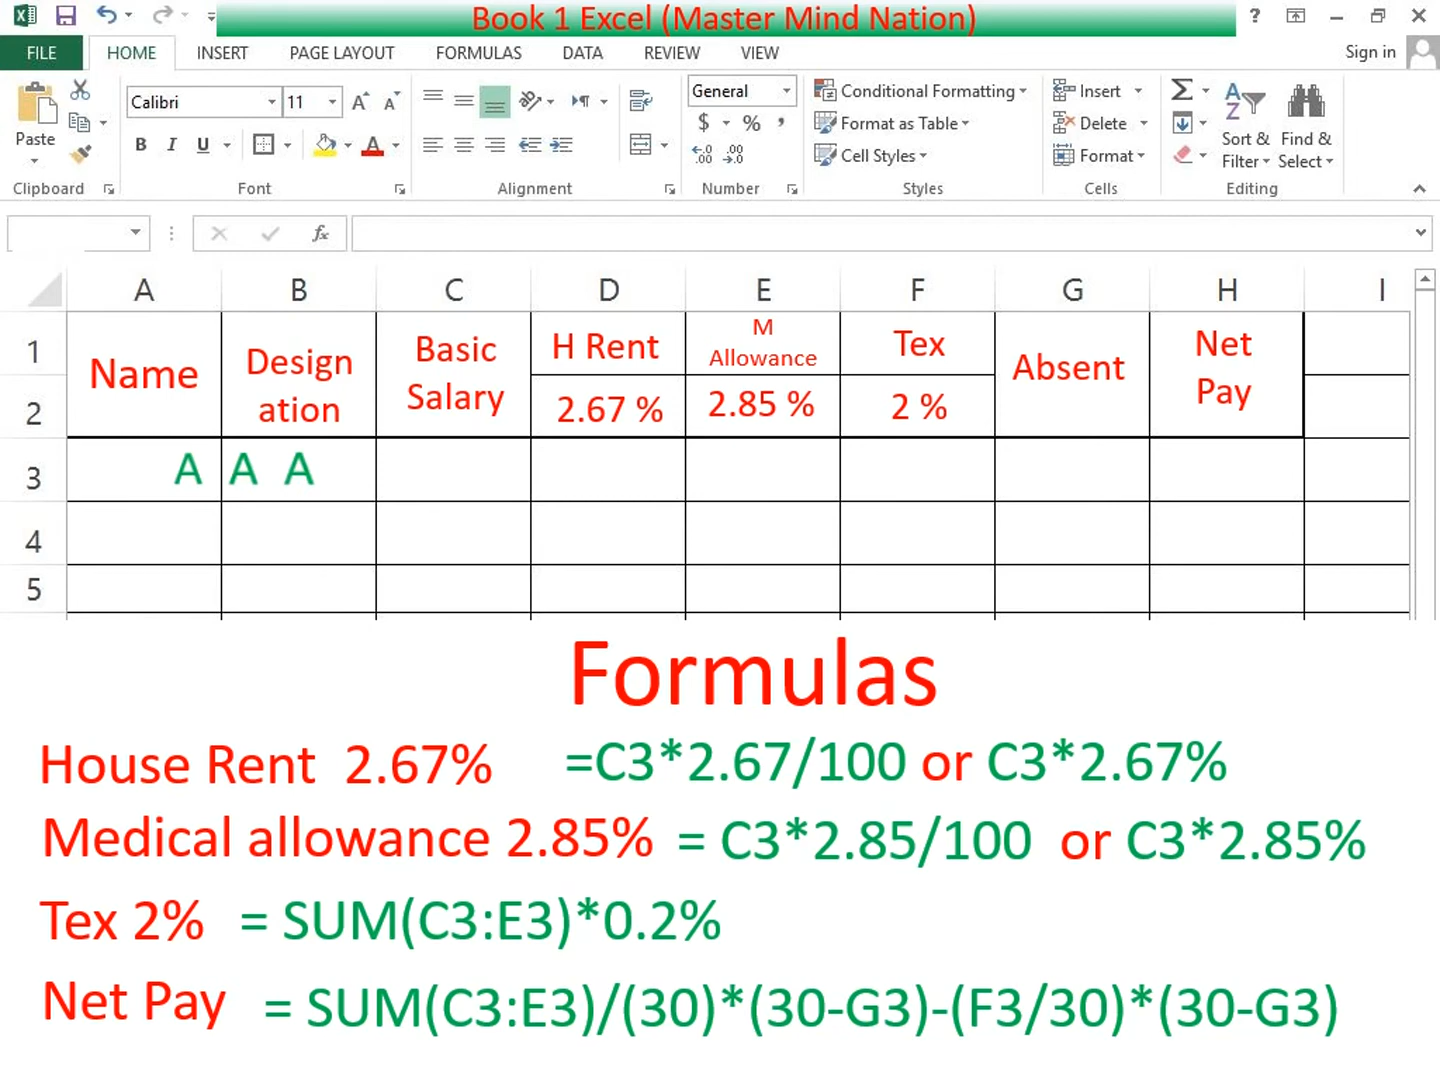 Book 1 Excel (Master Mind Nation)
?
FILE HOME INSERT PAGE LAYOUT FORMULAS DATA REVIEW VIEW Sign in
Paste
Clipboard
Calibri 11 A A
B I U A
Font
Alignment
General
$ % ,
←.0 .00
.00 →.0
Number
Conditional Formatting
Format as Table
Cell Styles
Styles
Insert
Delete
Format
Cells
Σ
A
Z
Sort &
Filter
Find &
Select
Editing
fx
A B C D E F G H I
1
2
3
4
5
Name
Design
ation
Basic
Salary
H Rent
2.67 %
M
Allowance
2.85 %
Tex
2 %
Absent
Net
Pay
A A A
Formulas
House Rent 2.67% =C3*2.67/100 or C3*2.67%
Medical allowance 2.85% = C3*2.85/100 or C3*2.85%
Tex 2% = SUM(C3:E3)*0.2%
Net Pay = SUM(C3:E3)/(30)*(30-G3)-(F3/30)*(30-G3)